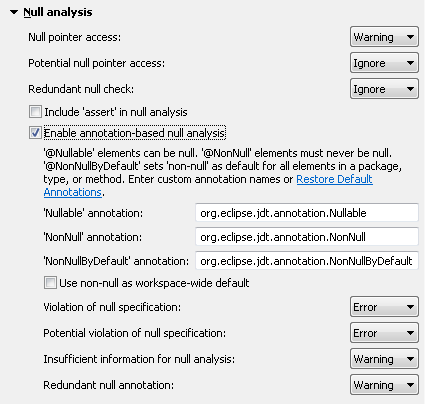 Null analysis
Null pointer access: Warning
Potential null pointer access: Ignore
Redundant null check: Ignore
Include 'assert' in null analysis
Enable annotation-based null analysis
'@Nullable' elements can be null. '@NonNull' elements must never be null.
'@NonNullByDefault' sets 'non-null' as default for all elements in a package,
type, or method. Enter custom annotation names or Restore Default
Annotations.
'Nullable' annotation: org.eclipse.jdt.annotation.Nullable
'NonNull' annotation: org.eclipse.jdt.annotation.NonNull
'NonNullByDefault' annotation: org.eclipse.jdt.annotation.NonNullByDefault
Use non-null as workspace-wide default
Violation of null specification: Error
Potential violation of null specification: Error
Insufficient information for null analysis: Warning
Redundant null annotation: Warning